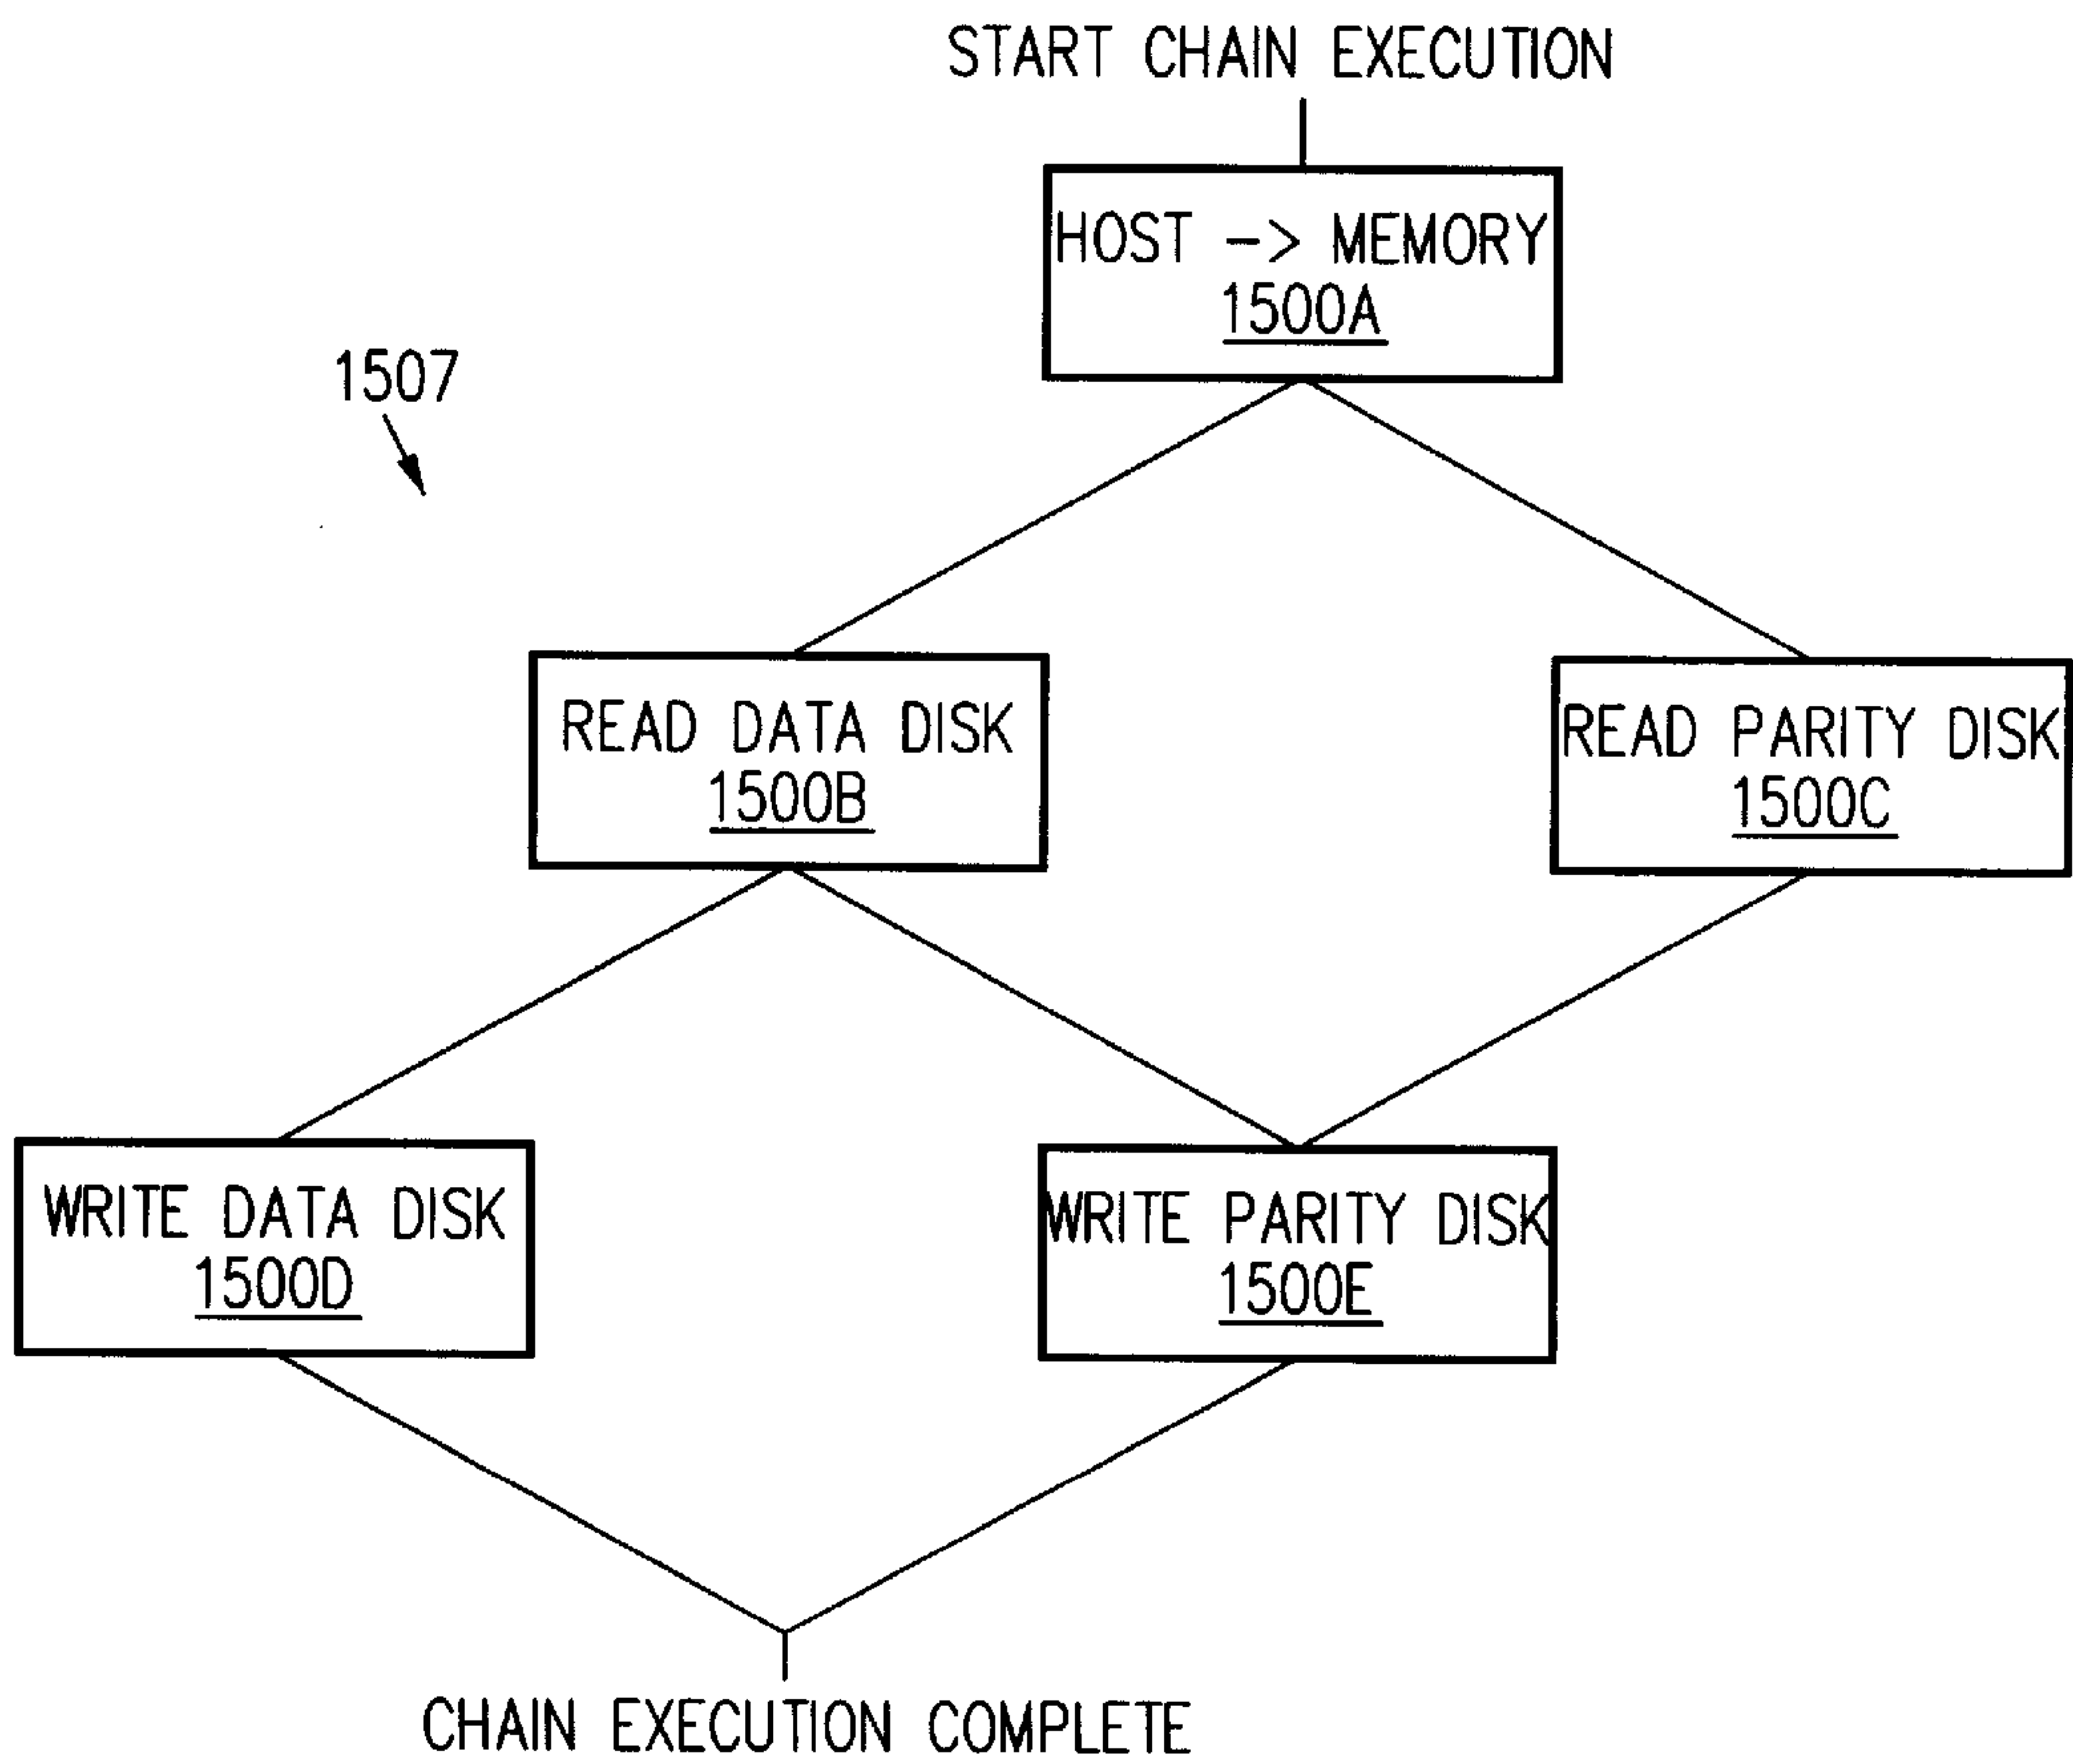 START CHAIN EXECUTION
HOST -> MEMORY
1500A
1507
READ DATA DISK
1500B
READ PARITY DISK
1500C
WRITE DATA DISK
1500D
WRITE PARITY DISK
1500E
CHAIN EXECUTION COMPLETE